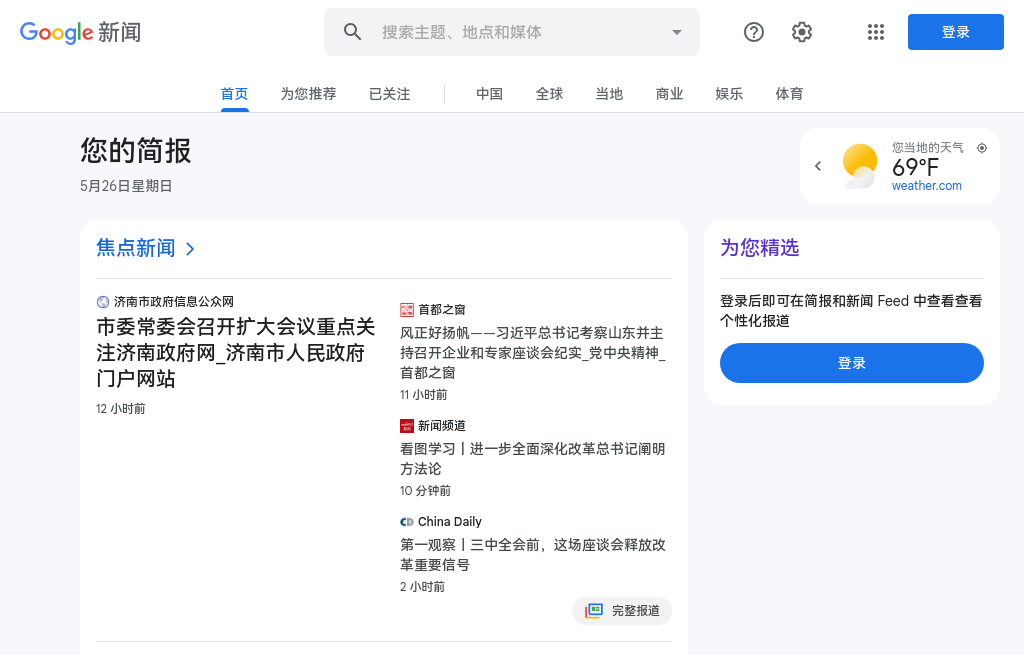 Google 新闻
搜索主题、地点和媒体
登录
首页
为您推荐
已关注
中国
全球
当地
商业
娱乐
体育
您的简报
5月26日星期日
您当地的天气
69°F
weather.com
焦点新闻
济南市政府信息公众网
市委常委会召开扩大会议重点关
注济南政府网_济南市人民政府
门户网站
12 小时前
首都之窗
风正好扬帆——习近平总书记考察山东并主
持召开企业和专家座谈会纪实_党中央精神_
首都之窗
11 小时前
新闻频道
看图学习丨进一步全面深化改革总书记阐明
方法论
10 分钟前
China Daily
第一观察丨三中全会前，这场座谈会释放改
革重要信号
2 小时前
完整报道
为您精选
登录后即可在简报和新闻 Feed 中查看查看
个性化报道
登录